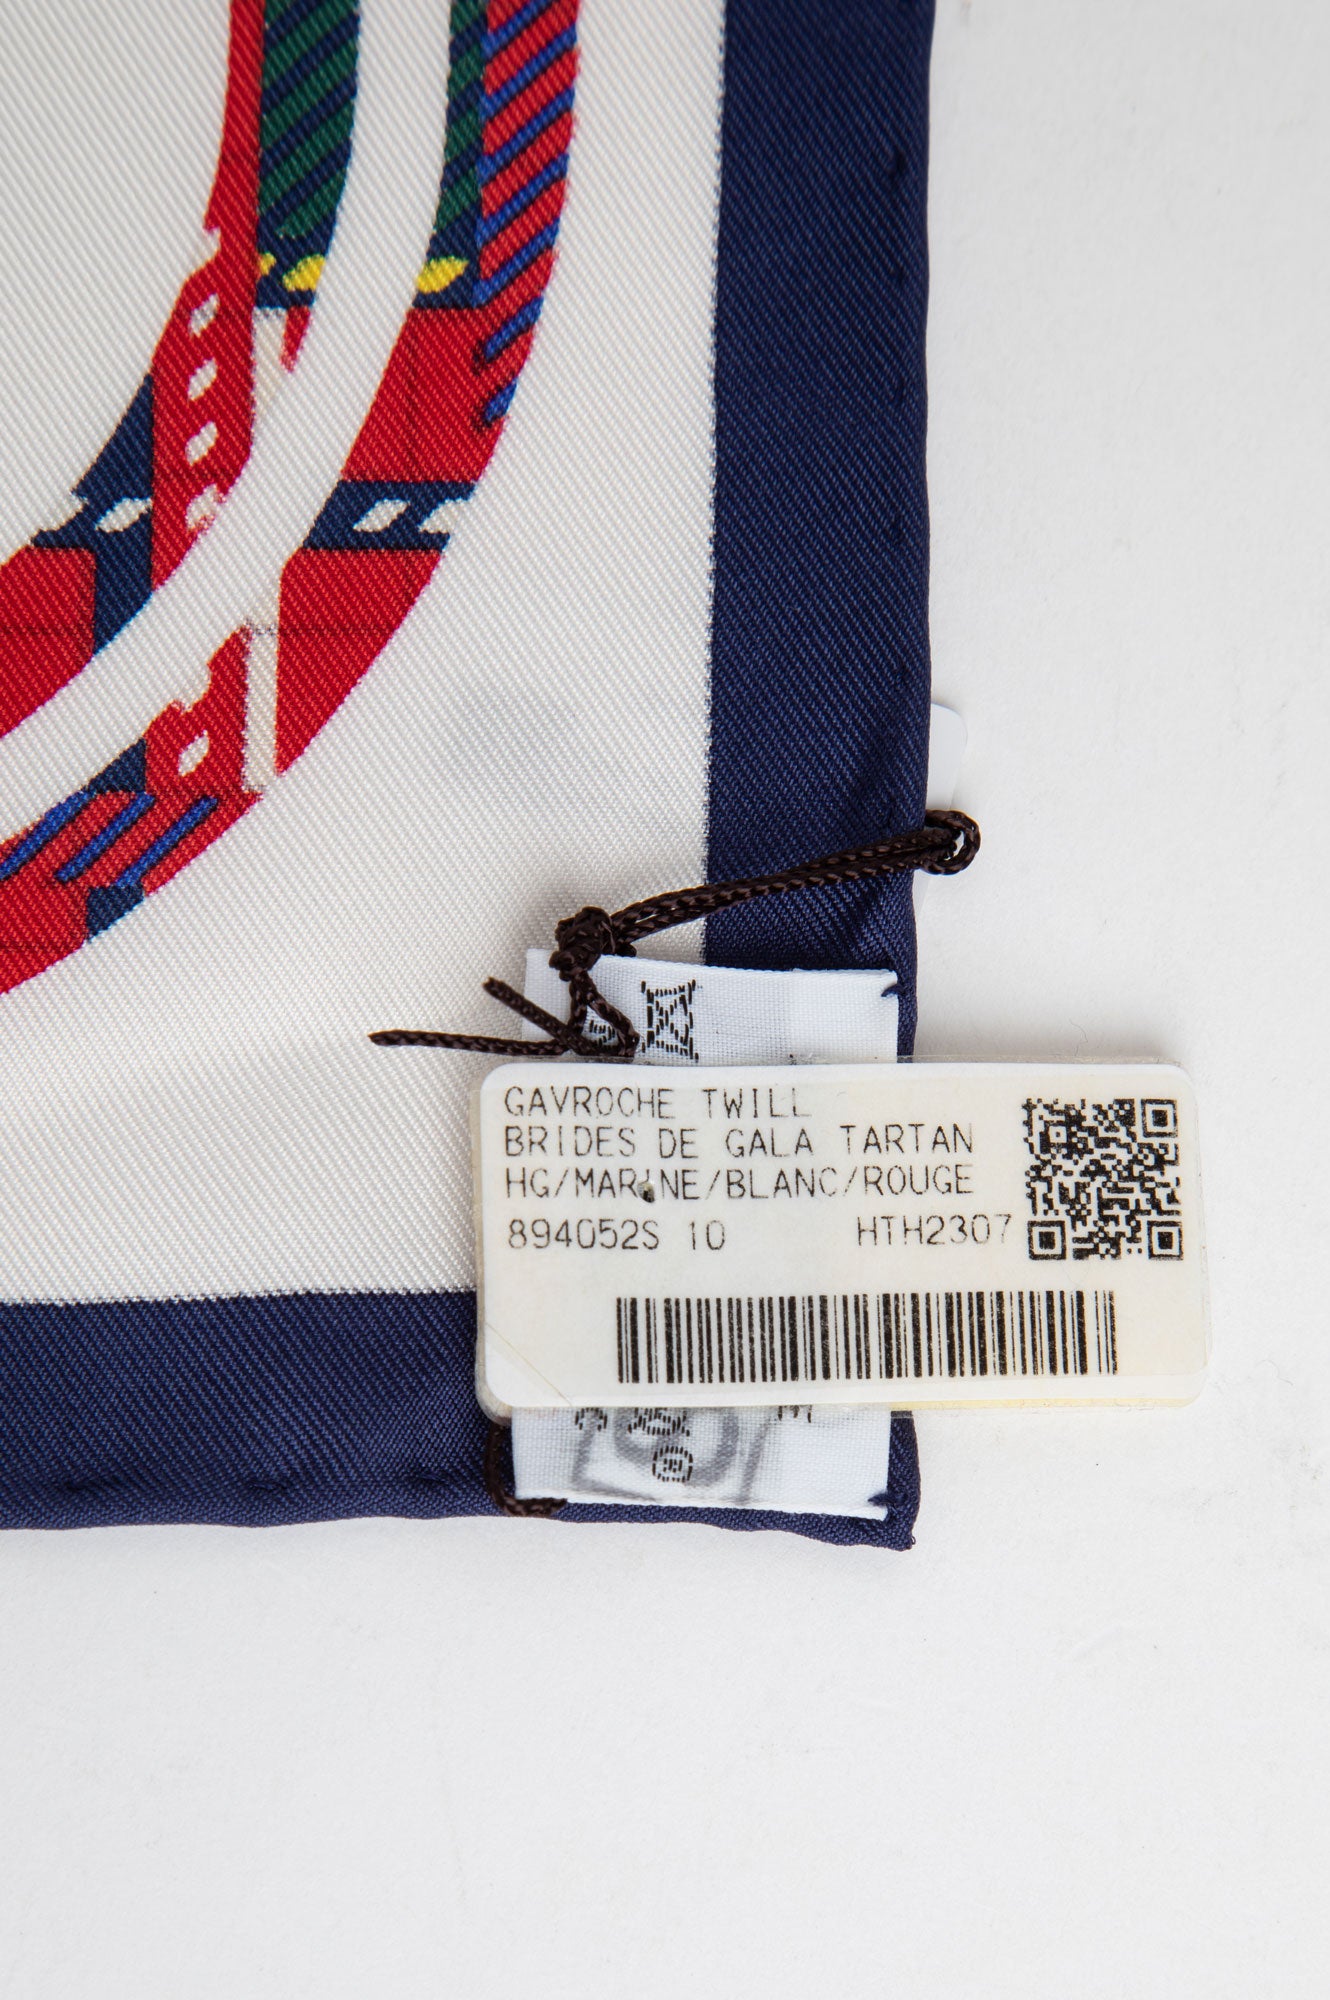 GAVROCHE TWILL
BRIDES DE GALA TARTAN
HG/MARINE/BLANC/ROUGE
894052S 10 HTH2307